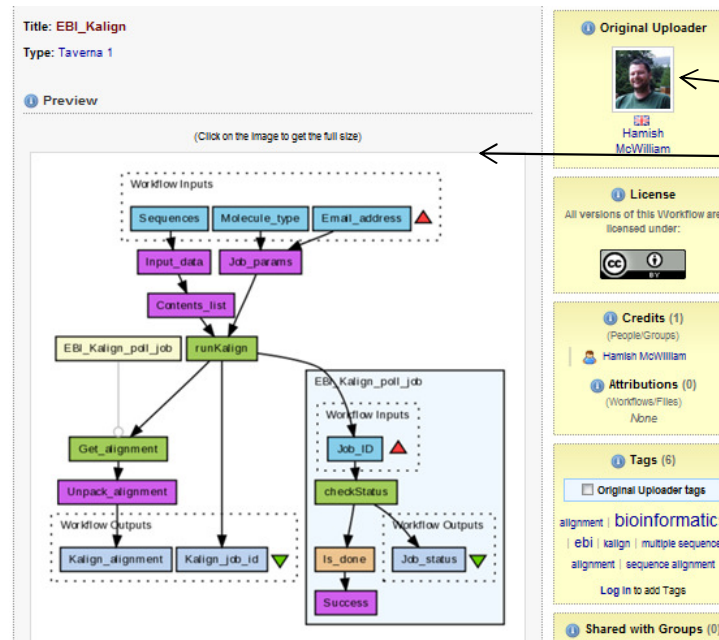 Title: EBI_Kalign
Type: Taverna 1
Preview
(Click on the image to get the full size)
Workflow Inputs
Sequences
Molecule_type
Email_address
Input_data
Job_params
Contents_list
EBI_Kalign_poll_job
runKalign
EBI_Kalign_poll_job
Workflow Inputs
Get_alignment
Job_ID
Unpack_alignment
checkStatus
Workflow Outputs
Workflow Outputs
Kalign_alignment
Kalign_job_id
Is_done
Job_status
Success
Original Uploader
Hamish
McWilliam
License
All versions of this Workflow are
licensed under:
cc
BY
Credits (1)
(People/Groups)
Hamish McWilliam
Attributions (0)
(Workflows/Files)
None
Tags (6)
Original Uploader tags
alignment | bioinformatic
| ebi | kalign | multiple sequence
alignment | sequence alignment
Log in to add Tags
Shared with Groups (0)